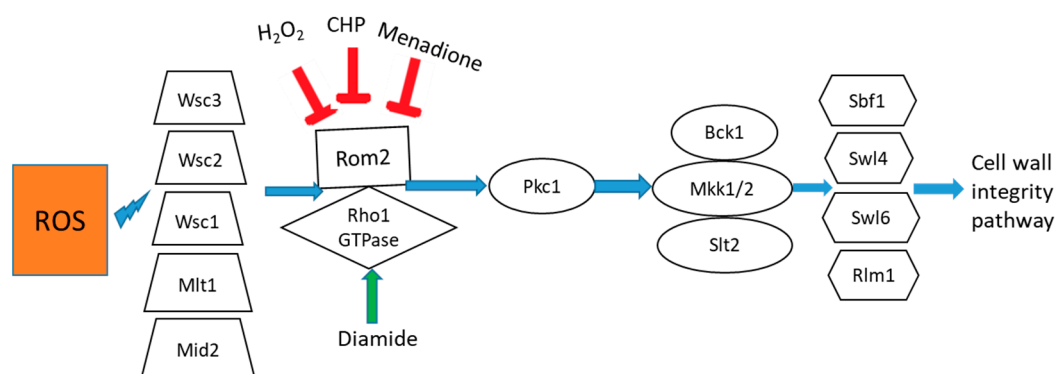 H₂O₂
CHP
Menadione
ROS
Wsc3
Wsc2
Wsc1
Mlt1
Mid2
Rom2
Rho1
GTPase
Diamide
Pkc1
Bck1
Mkk1/2
Slt2
Sbf1
Swl4
Swl6
Rlm1
Cell wall
integrity
pathway